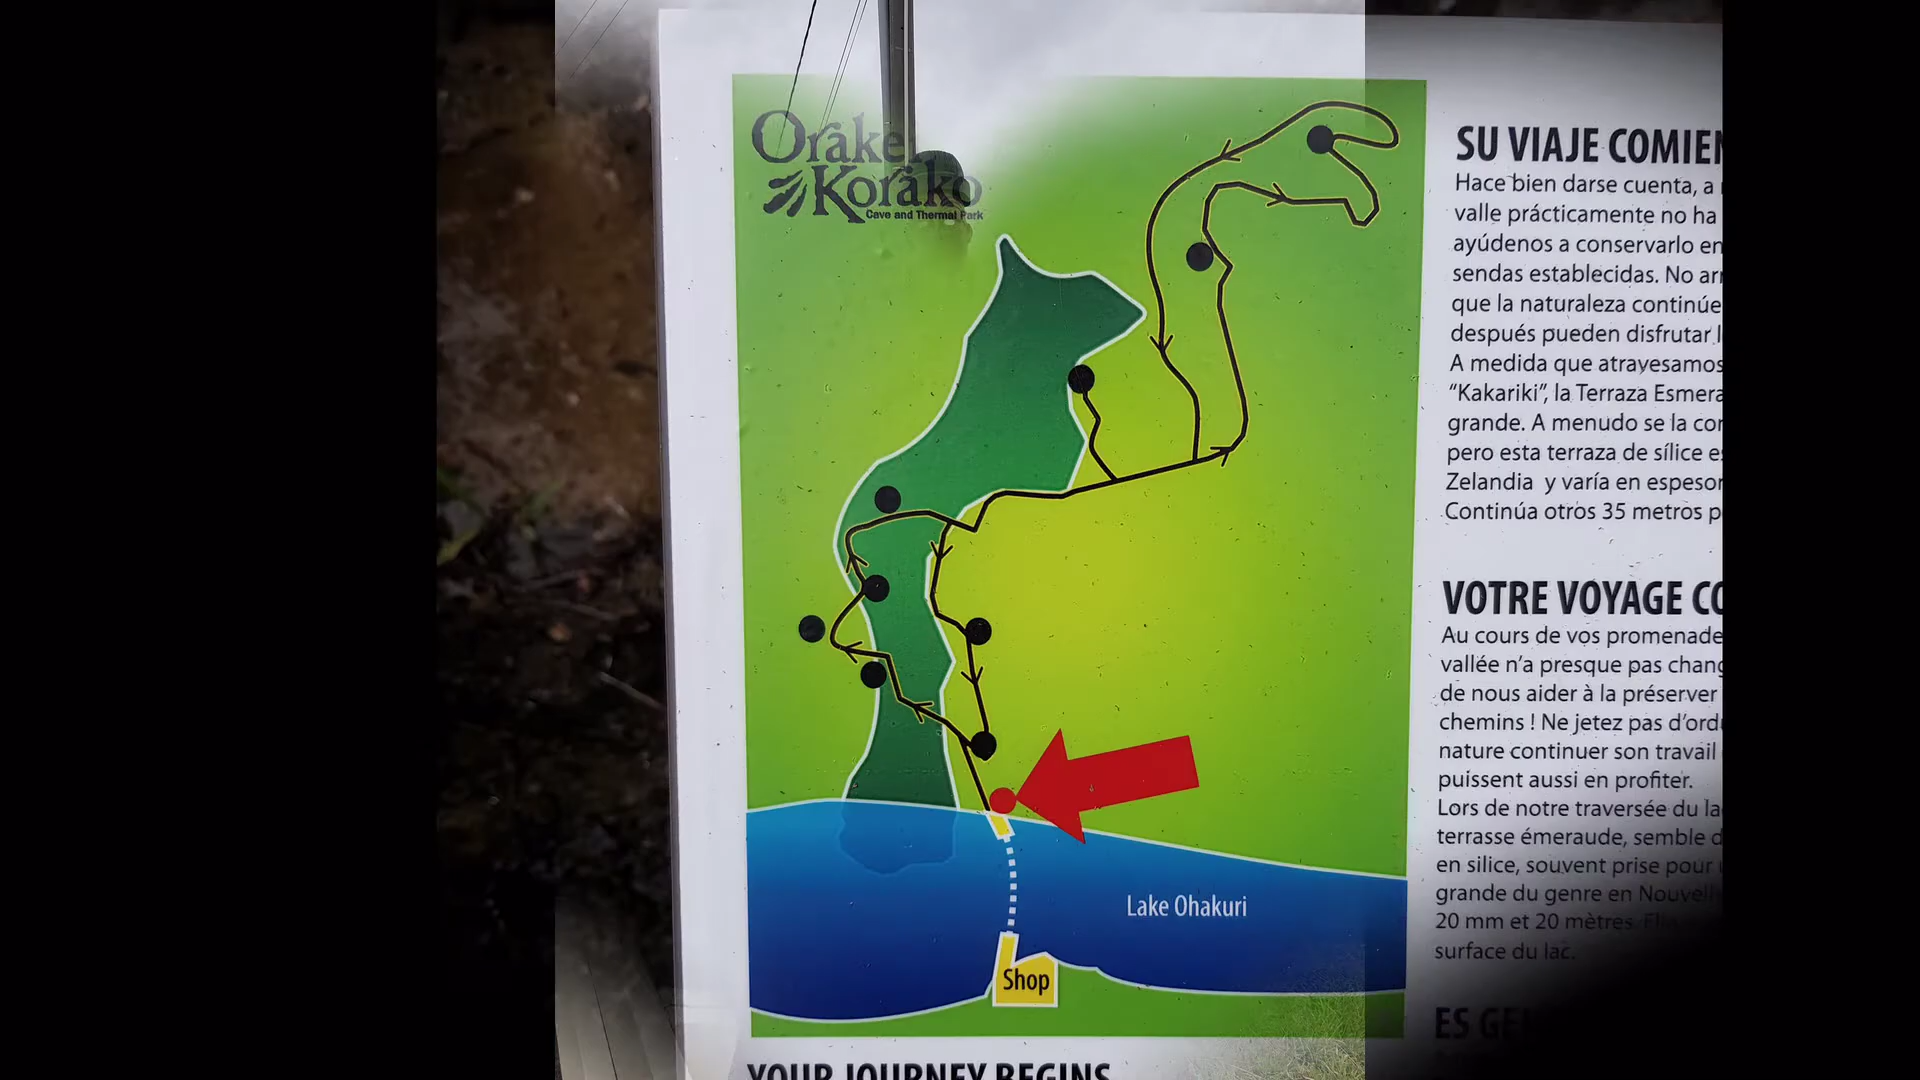 Orakei
Korako
Cave and Thermal Park
Lake Ohakuri
Shop
YOUR JOURNEY BEGINS
SU VIAJE COMIEN
Hace bien darse cuenta, a
valle prácticamente no ha
ayúdenos a conservarlo en
sendas establecidas. No arr
que la naturaleza continúe
después pueden disfrutar l
A medida que atravesamos
“Kakariki”, la Terraza Esmera
grande. A menudo se la con
pero esta terraza de sílice es
Zelandia y varía en espesor
Continúa otros 35 metros p
VOTRE VOYAGE CO
Au cours de vos promenade
vallée n’a presque pas chang
de nous aider à la préserver
chemins ! Ne jetez pas d’ordu
nature continuer son travail
puissent aussi en profiter.
Lors de notre traversée du la
terrasse émeraude, semble d
en silice, souvent prise pour
grande du genre en Nouvell
20 mm et 20 mètres. Elle
surface du lac.